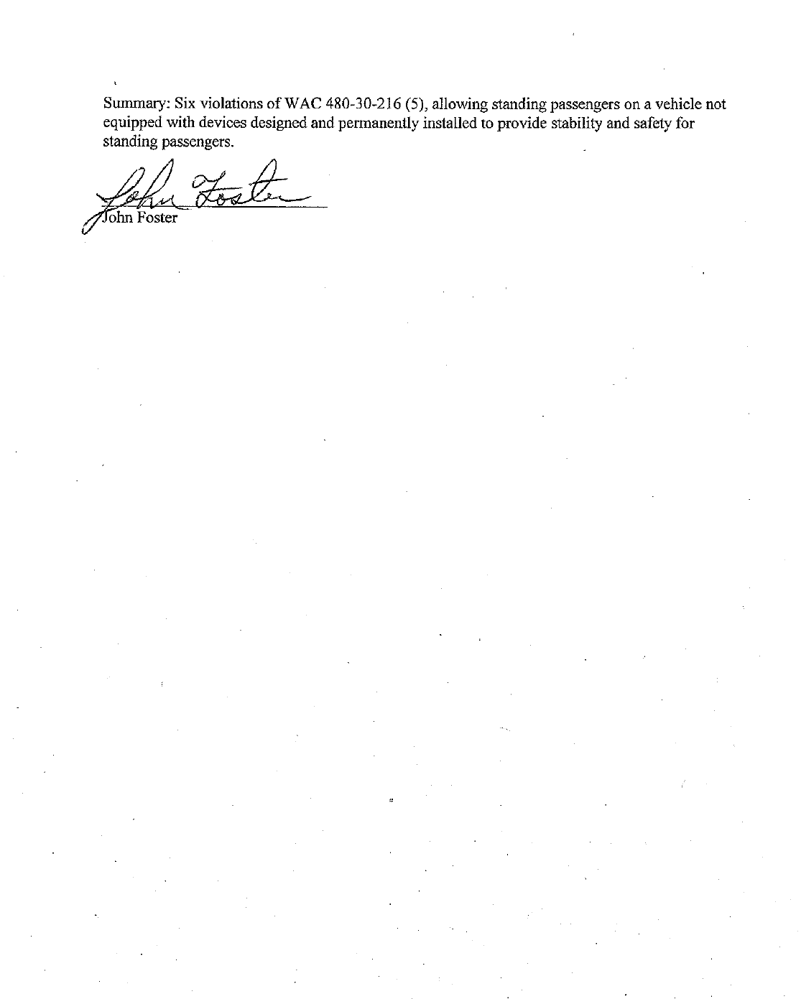 Summary: Six violations of WAC 480-30-216 (5), allowing standing passengers on a vehicle not
equipped with devices designed and permanently installed to provide stability and safety for
standing passengers.
John Foster
John Foster